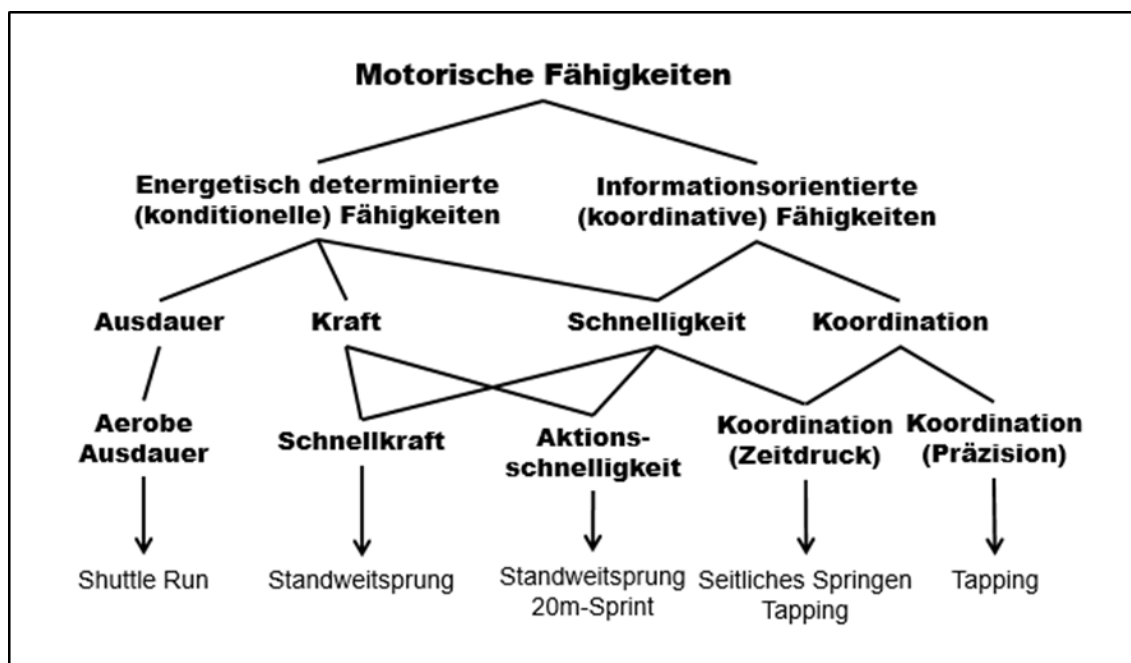 Motorische Fähigkeiten
Energetisch determinierte
(konditionelle) Fähigkeiten
Informationsorientierte
(koordinative) Fähigkeiten
Ausdauer
Kraft
Schnelligkeit
Koordination
Aerobe
Ausdauer
Schnellkraft
Aktions-
schnelligkeit
Koordination
(Zeitdruck)
Koordination
(Präzision)
Shuttle Run
Standweitsprung
Standweitsprung
20m-Sprint
Seitliches Springen
Tapping
Tapping